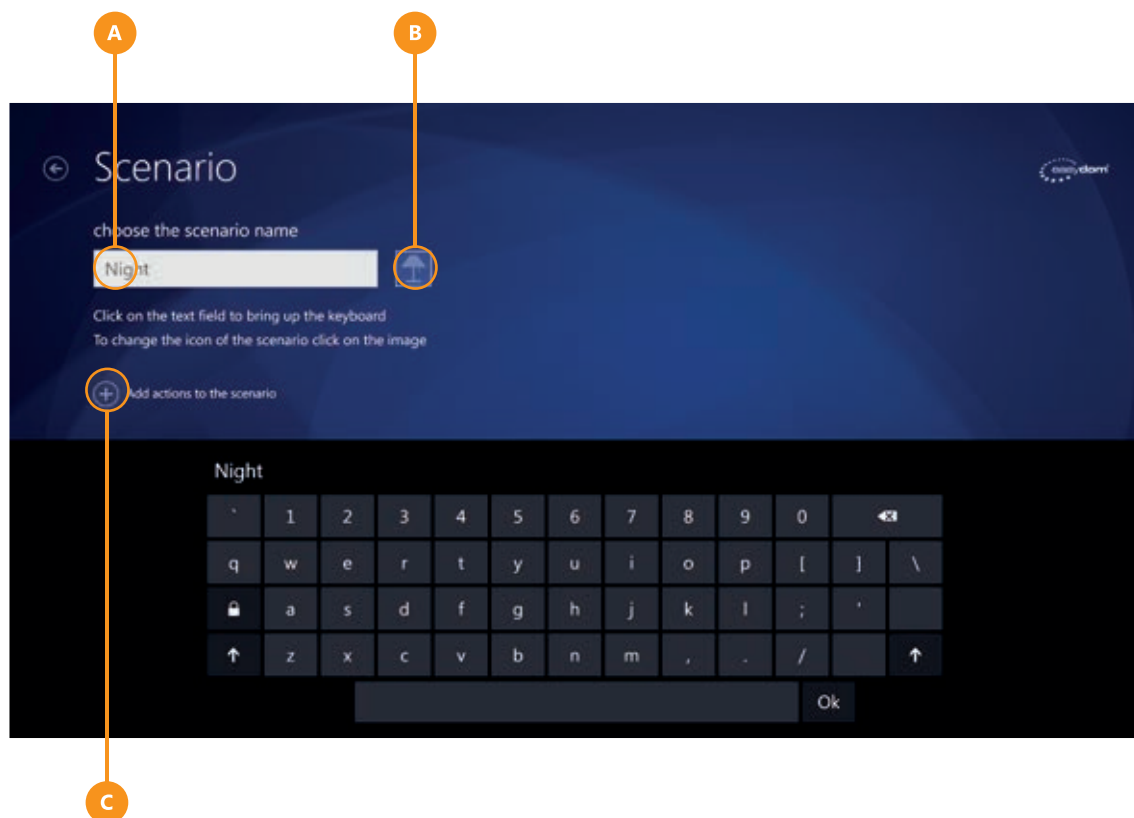 A B
Scenario
easydom
choose the scenario name
Night
Click on the text field to bring up the keyboard
To change the icon of the scenario click on the image
Add actions to the scenario
Night
` 1 2 3 4 5 6 7 8 9 0
q w e r t y u i o p [ ] \
a s d f g h j k l ; '
z x c v b n m , . /
Ok
C